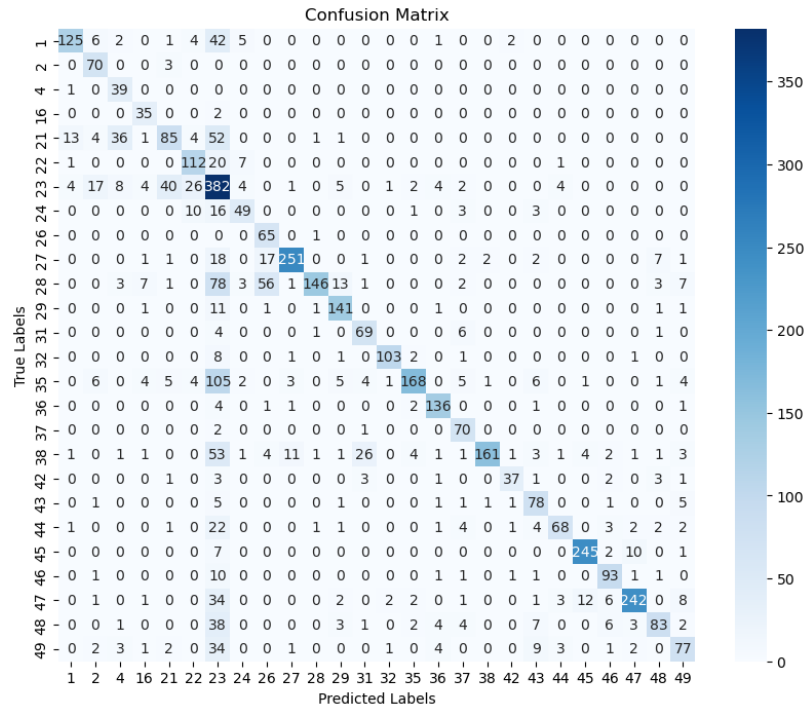 Confusion Matrix
1 125 6 2 0 1 4 42 5 0 0 0 0 0 0 0 1 0 0 2 0 0 0 0 0 0 0
2 0 70 0 0 3 0 0 0 0 0 0 0 0 0 0 0 0 0 0 0 0 0 0 0 0 0
4 1 0 39 0 0 0 0 0 0 0 0 0 0 0 0 0 0 0 0 0 0 0 0 0 0 0
16 0 0 0 35 0 0 2 0 0 0 0 0 0 0 0 0 0 0 0 0 0 0 0 0 0 0
21 13 4 36 1 85 4 52 0 0 0 1 1 0 0 0 0 0 0 0 0 0 0 0 0 0 0
22 1 0 0 0 0 112 20 7 0 0 0 0 0 0 0 0 0 0 0 0 1 0 0 0 0 0
23 4 17 8 4 40 26 382 4 0 1 0 5 0 1 2 4 2 0 0 0 4 0 0 0 0 0
24 0 0 0 0 0 10 16 49 0 0 0 0 0 0 1 0 3 0 0 3 0 0 0 0 0 0
26 0 0 0 0 0 0 0 0 65 0 1 0 0 0 0 0 0 0 0 0 0 0 0 0 0 0
27 0 0 0 1 1 0 18 0 17 251 0 0 1 0 0 0 2 2 0 2 0 0 0 0 7 1
28 0 0 3 7 1 0 78 3 56 1 146 13 1 0 0 0 2 0 0 0 0 0 0 0 3 7
29 0 0 0 1 0 0 11 0 1 0 1 141 0 0 0 1 0 0 0 0 0 0 0 0 1 1
31 0 0 0 0 0 0 4 0 0 0 1 0 69 0 0 0 6 0 0 0 0 0 0 0 1 0
32 0 0 0 0 0 0 8 0 0 1 0 1 0 103 2 0 1 0 0 0 0 0 0 1 0 0
35 0 6 0 4 5 4 105 2 0 3 0 5 4 1 168 0 5 1 0 6 0 1 0 0 1 4
36 0 0 0 0 0 0 4 0 1 1 0 0 0 0 0 136 0 0 0 1 0 0 0 0 0 1
37 0 0 0 0 0 0 2 0 0 0 0 0 1 0 0 0 70 0 0 0 0 0 0 0 0 0
38 1 0 1 1 0 0 53 1 4 11 1 2 26 0 4 1 1 161 1 3 1 4 2 1 1 3
42 0 0 0 0 1 0 3 0 0 0 0 0 3 0 0 1 0 0 37 1 0 0 2 0 3 1
43 0 1 0 0 0 0 5 0 0 0 0 0 0 0 0 1 1 1 1 78 0 0 1 0 0 5
44 1 0 0 0 1 0 22 0 0 0 1 1 0 0 0 1 4 0 1 4 68 0 3 2 2 2
45 0 0 0 0 0 0 7 0 0 0 0 0 0 0 0 0 0 0 0 0 0 245 2 10 0 1
46 0 1 0 0 0 0 10 0 0 0 0 0 0 0 0 1 1 0 1 1 0 0 93 1 1 0
47 0 1 0 1 0 0 34 0 0 0 0 2 0 2 2 0 1 0 0 1 3 12 6 242 0 8
48 0 0 1 0 0 0 38 0 0 0 0 3 1 0 2 4 4 0 0 7 0 0 6 3 83 2
49 0 2 3 1 2 0 34 0 0 1 0 0 0 1 0 4 0 0 0 9 3 0 1 2 0 77
1 2 4 16 21 22 23 24 26 27 28 29 31 32 35 36 37 38 42 43 44 45 46 47 48 49
Predicted Labels
True Labels
350
300
250
200
150
100
50
0